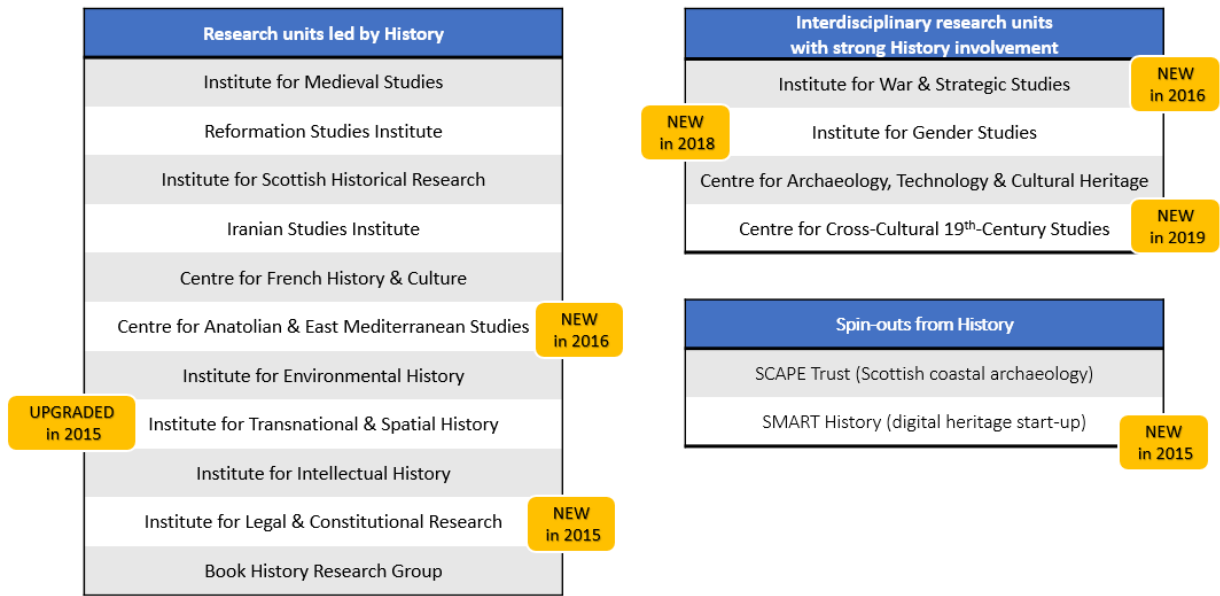 Research units led by History
Institute for Medieval Studies
Reformation Studies Institute
Institute for Scottish Historical Research
Iranian Studies Institute
Centre for French History & Culture
Centre for Anatolian & East Mediterranean Studies
NEW
in 2016
Institute for Environmental History
UPGRADED
in 2015
Institute for Transnational & Spatial History
Institute for Intellectual History
Institute for Legal & Constitutional Research
NEW
in 2015
Book History Research Group
Interdisciplinary research units
with strong History involvement
Institute for War & Strategic Studies
NEW
in 2016
NEW
in 2018
Institute for Gender Studies
Centre for Archaeology, Technology & Cultural Heritage
Centre for Cross-Cultural 19th-Century Studies
NEW
in 2019
Spin-outs from History
SCAPE Trust (Scottish coastal archaeology)
SMART History (digital heritage start-up)
NEW
in 2015